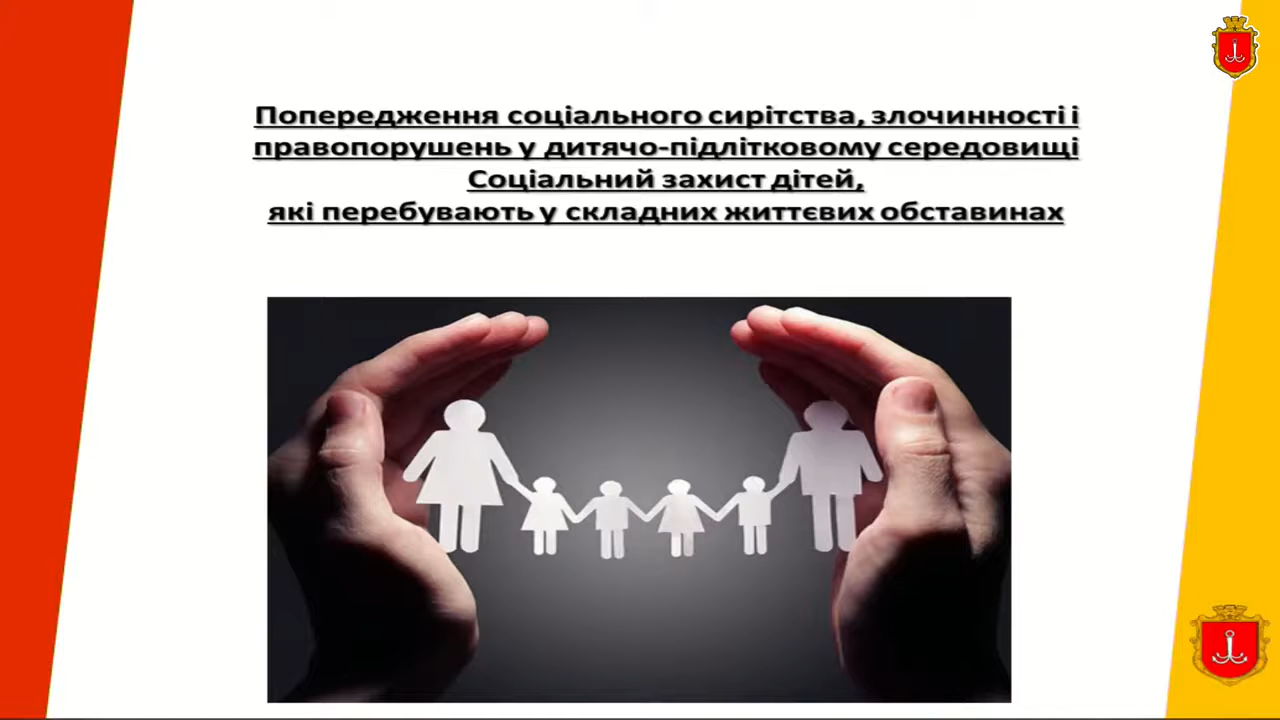 Попередження соціального сирітства, злочинності і
правопорушень у дитячо-підлітковому середовищі
Соціальний захист дітей,
які перебувають у складних життєвих обставинах